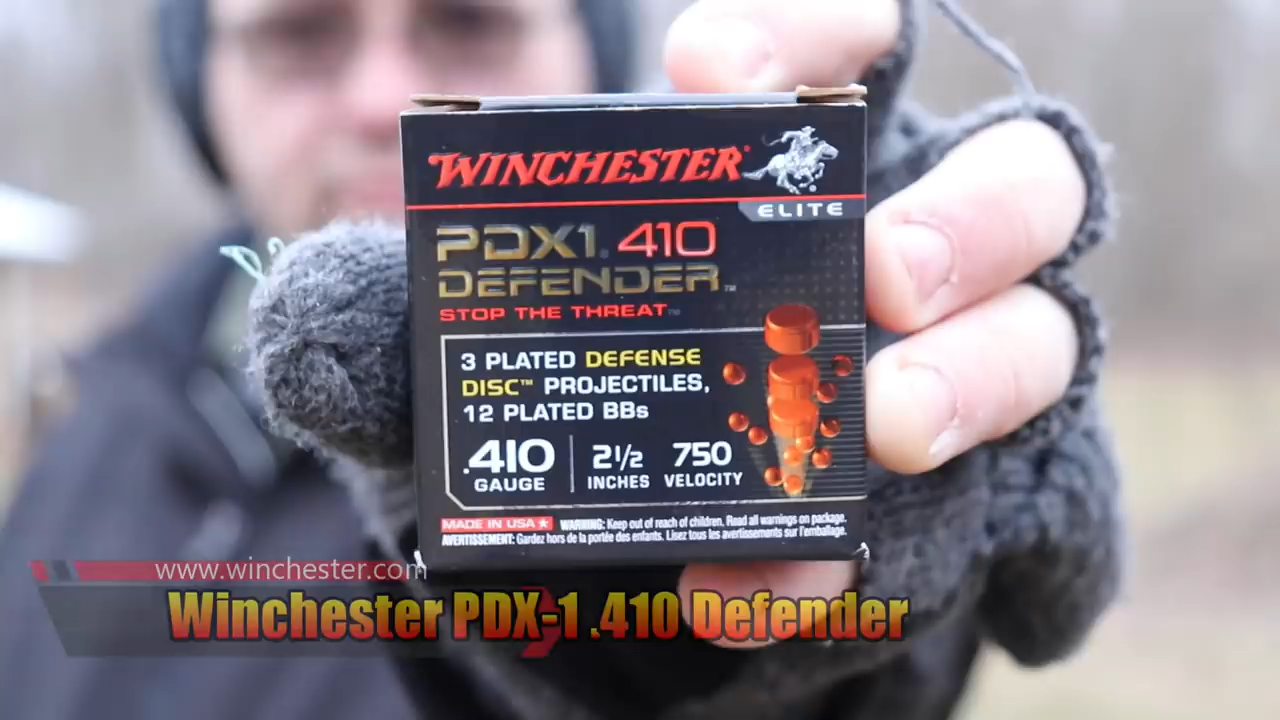 WINCHESTER
ELITE
PDX1. 410
DEFENDER™
STOP THE THREAT™
3 PLATED DEFENSE
DISC™ PROJECTILES,
12 PLATED BBs
.410 GAUGE
2 1/2 INCHES
750 VELOCITY
MADE IN USA WARNING: Keep out of reach of children. Read all warnings on package.
AVERTISSEMENT: Gardez hors de la portée des enfants. Lisez tous les avertissements sur l'emballage.
www.winchester.com
Winchester PDX-1 .410 Defender